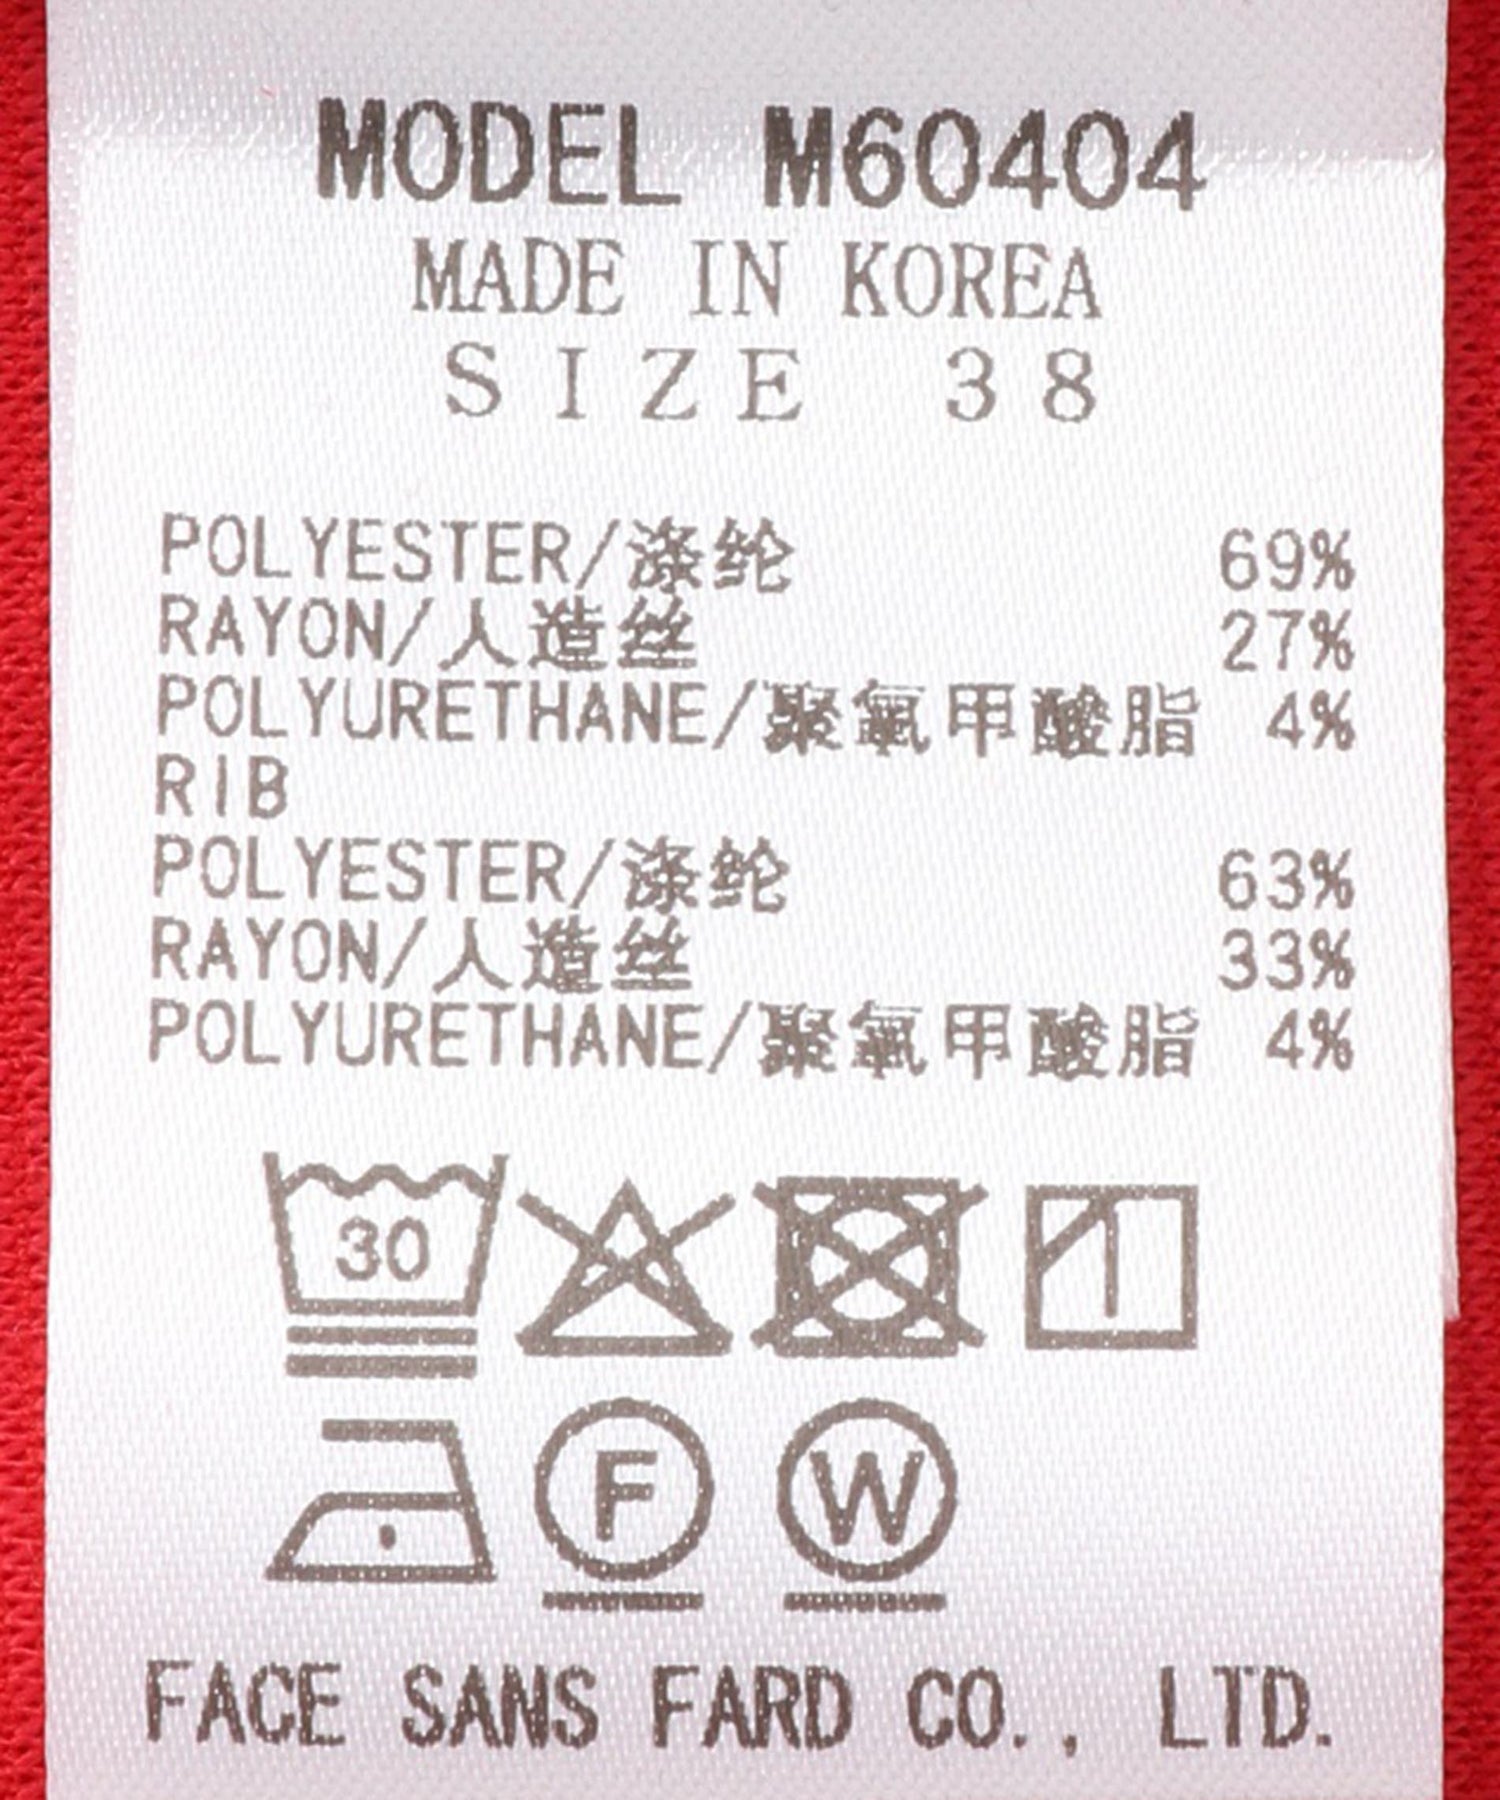 MODEL M60404
MADE IN KOREA
SIZE 38
POLYESTER/涤纶 69%
RAYON/人造丝 27%
POLYURETHANE/聚氧甲酸脂 4%
RIB
POLYESTER/涤纶 63%
RAYON/人造丝 33%
POLYURETHANE/聚氧甲酸脂 4%
30
F W
FACE SANS FARD CO., LTD.